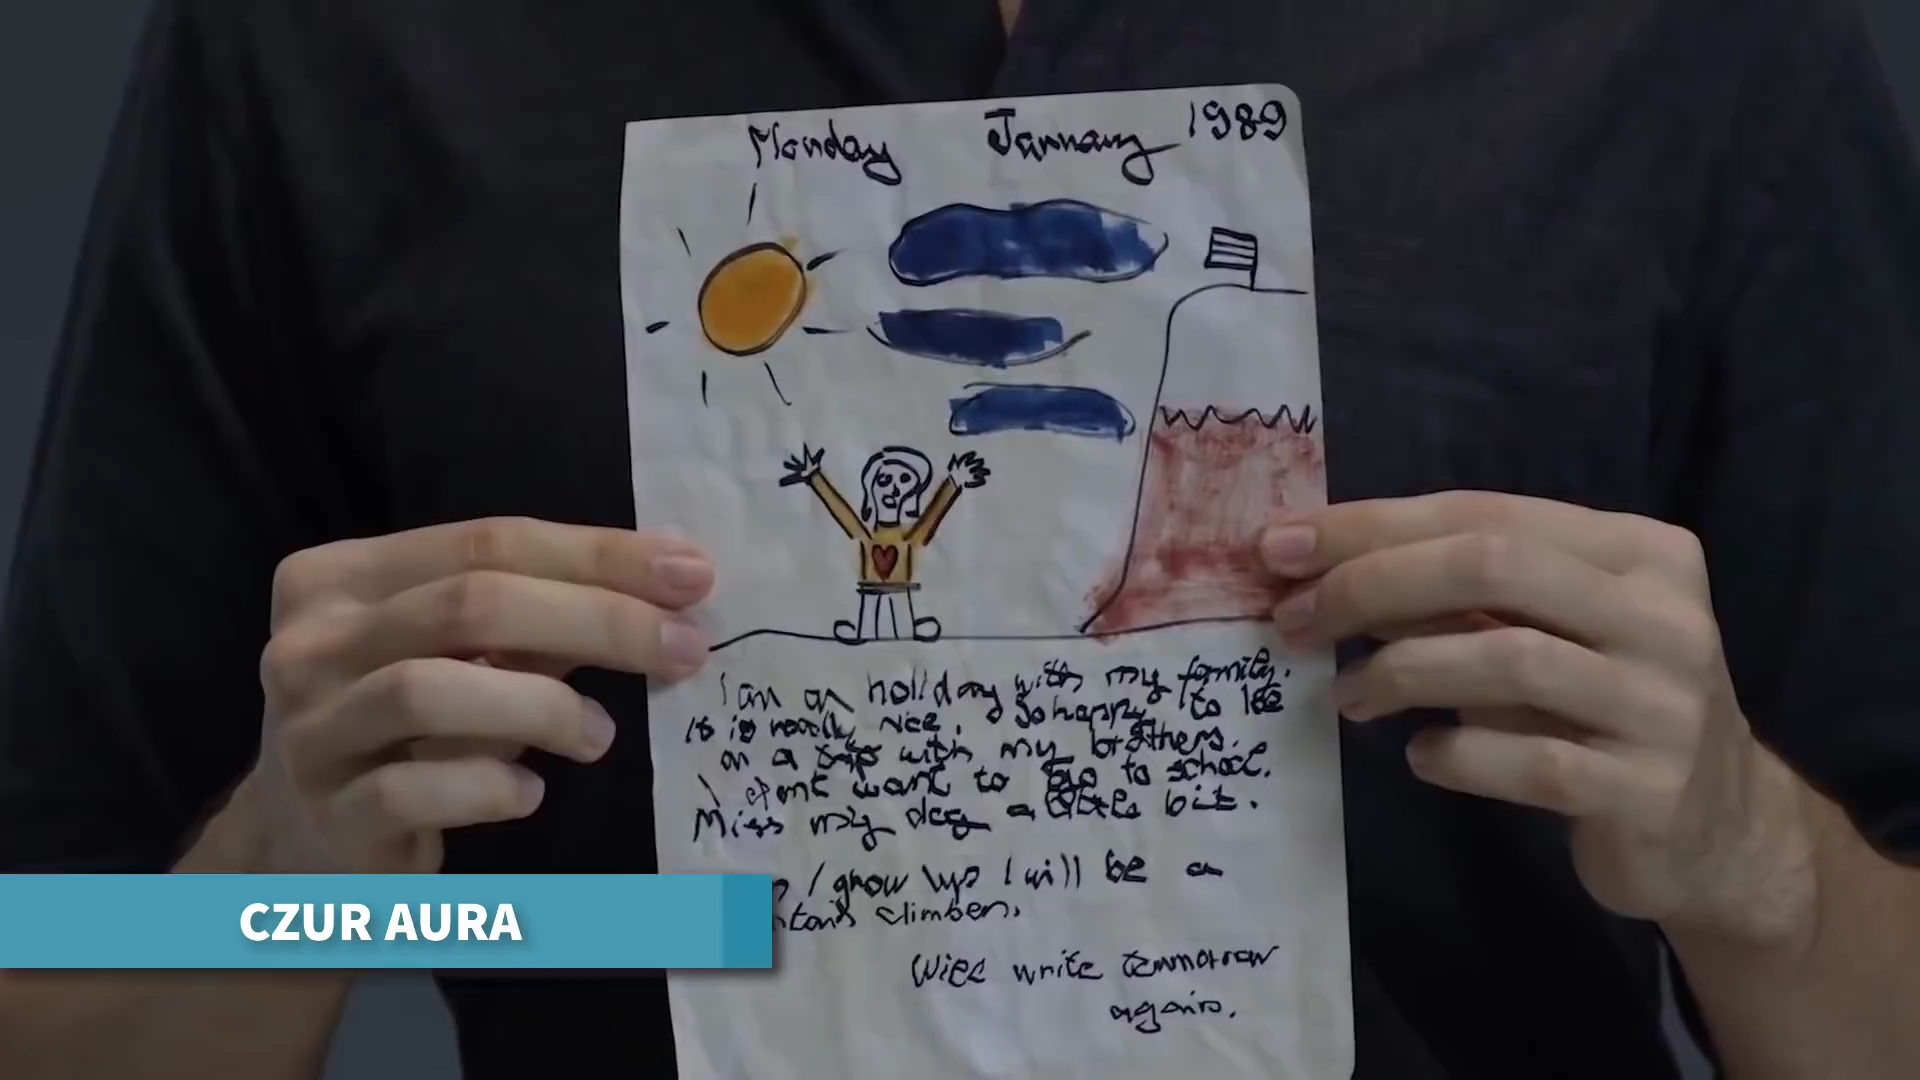 Monday January 1989
I am on holiday with my family.
It is really nice. So happy to be
on a trip with my brothers.
I dont want to go to school.
Miss my dog a little bit.
I grow up I will be a
climber.
Will write tommorrow
again.
CZUR AURA